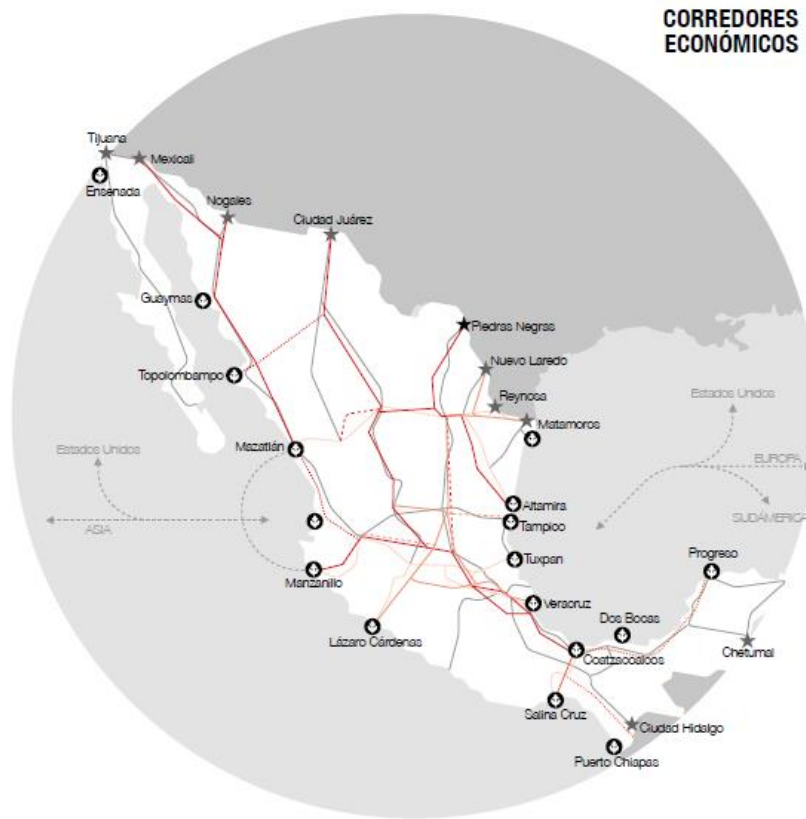 CORREDORES
ECONÓMICOS
Tijuana
Mexicali
Ensenada
Nogales
Ciudad Juárez
Guaymas
Piedras Negras
Nuevo Laredo
Topolombampo
Reynosa
Estados Unidos
Matamoros
Mazatlán
Estados Unidos
EUROPA
Altamira
SUDÁMERICA
ASIA
Tampico
Tuxpan
Progreso
Manzanillo
Veracruz
Dos Bocas
Lázaro Cárdenas
Coatzacoalcos
Chetumal
Salina Cruz
Ciudad Hidalgo
Puerto Chiapas